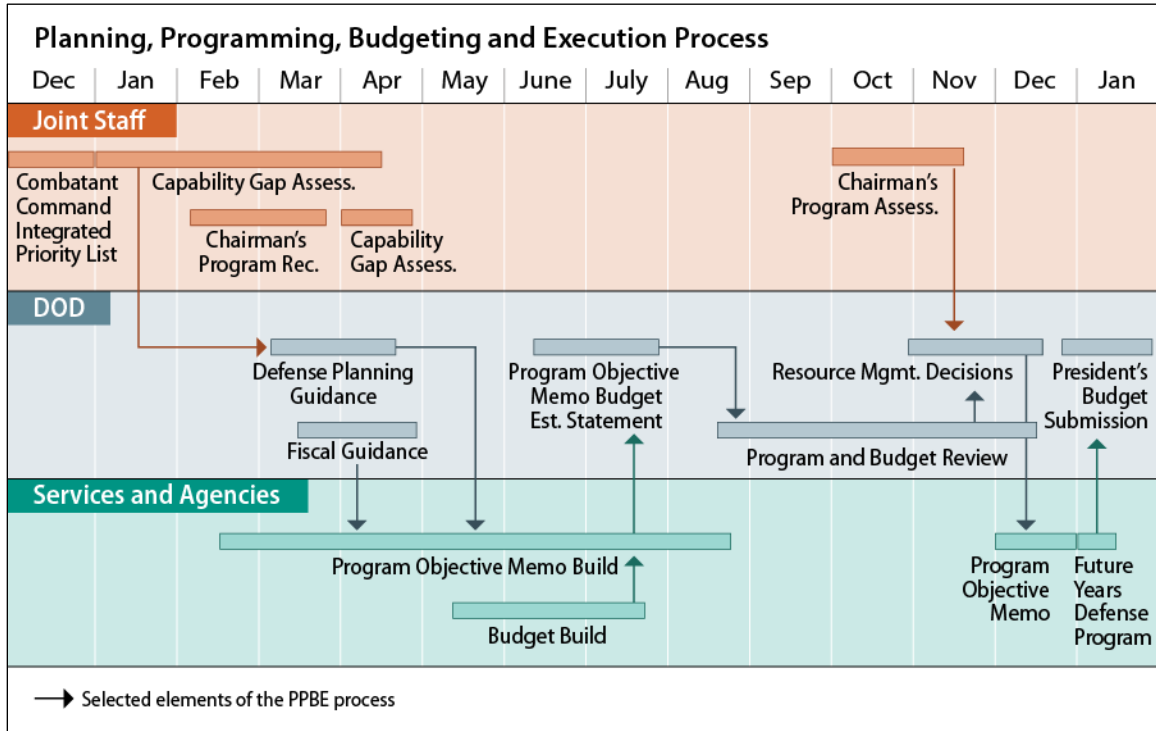 Planning, Programming, Budgeting and Execution Process
Dec Jan Feb Mar Apr May June July Aug Sep Oct Nov Dec Jan
Joint Staff
Combatant
Command
Integrated
Priority List
Capability Gap Assess.
Chairman's
Program Rec.
Capability
Gap Assess.
Chairman's
Program Assess.
DOD
Defense Planning
Guidance
Fiscal Guidance
Program Objective
Memo Budget
Est. Statement
Resource Mgmt. Decisions
President's
Budget
Submission
Program and Budget Review
Services and Agencies
Program Objective Memo Build
Budget Build
Program
Objective
Memo
Future
Years
Defense
Program
Selected elements of the PPBE process